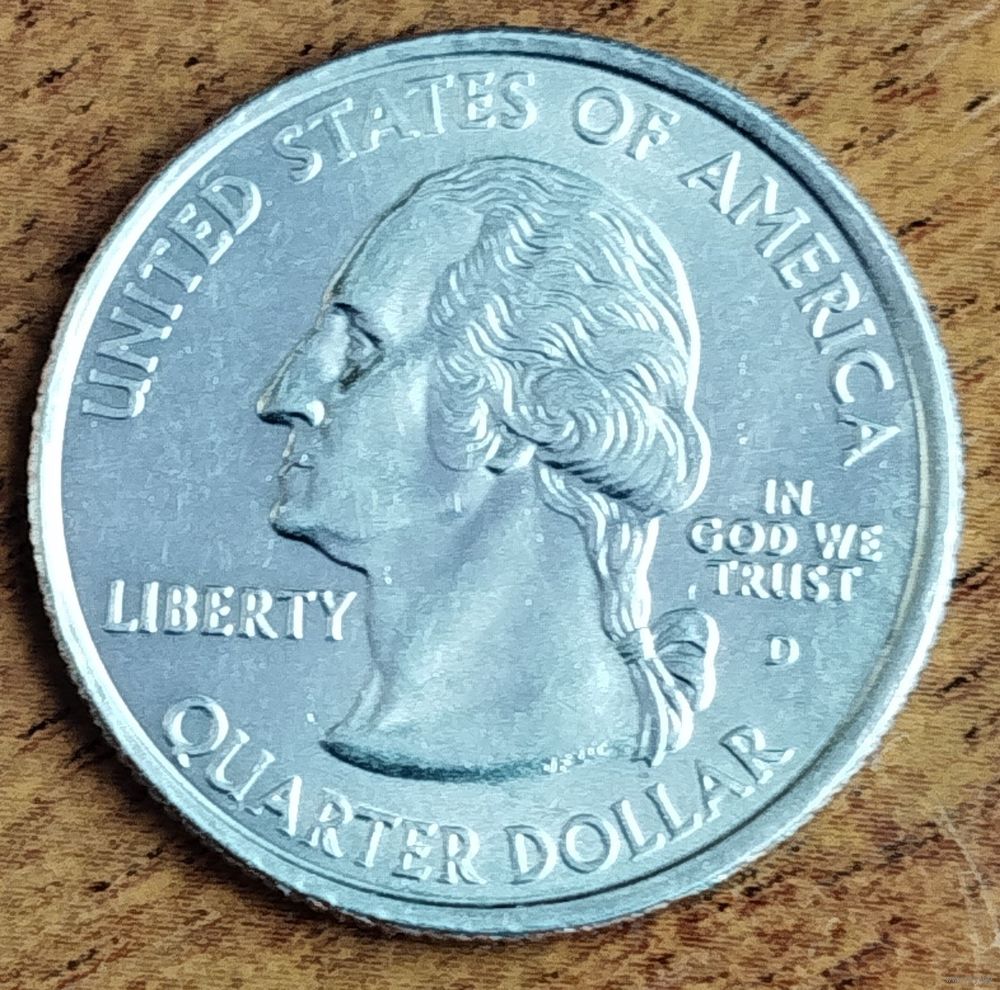 UNITED STATES OF AMERICA
LIBERTY
IN
GOD WE
TRUST
D
QUARTER DOLLAR